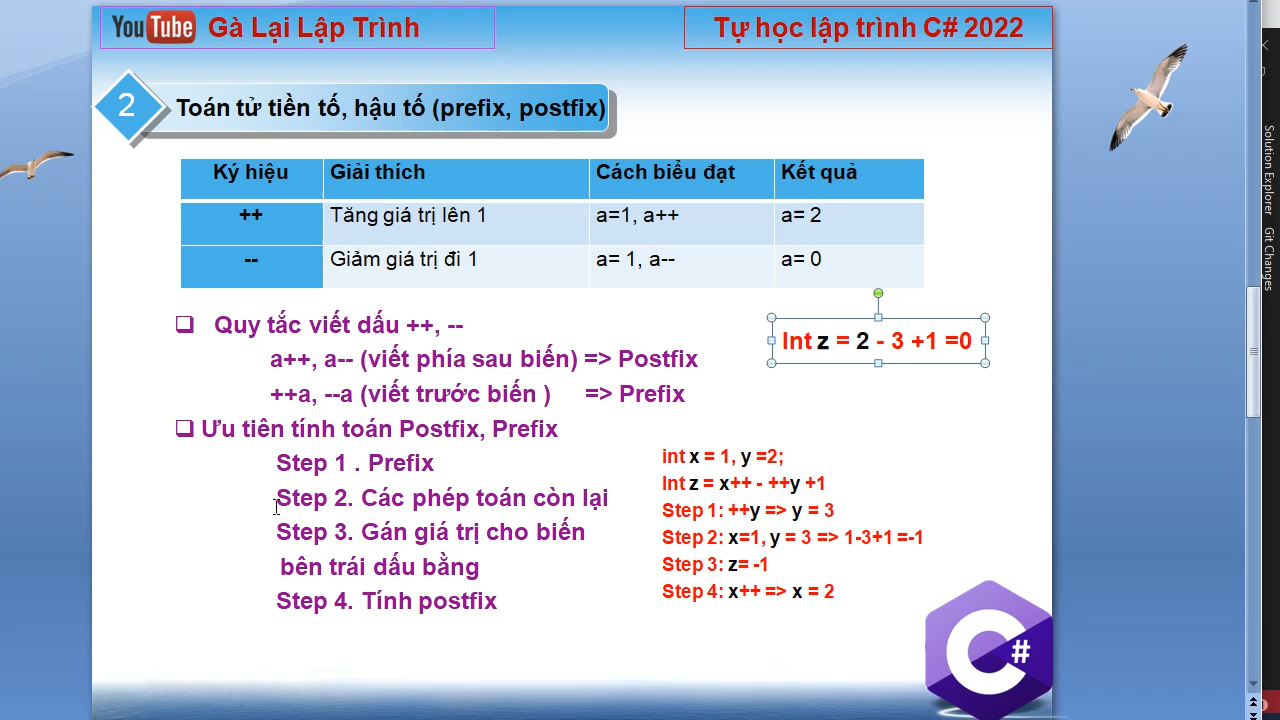 YouTube Gà Lại Lập Trình
Tự học lập trình C# 2022
2 Toán tử tiền tố, hậu tố (prefix, postfix)
Ký hiệu Giải thích Cách biểu đạt Kết quả
++ Tăng giá trị lên 1 a=1, a++ a= 2
-- Giảm giá trị đi 1 a= 1, a-- a= 0
Quy tắc viết dấu ++, --
a++, a-- (viết phía sau biến) => Postfix
++a, --a (viết trước biến ) => Prefix
Int z = 2 - 3 +1 =0
Ưu tiên tính toán Postfix, Prefix
Step 1 . Prefix
Step 2. Các phép toán còn lại
Step 3. Gán giá trị cho biến
bên trái dấu bằng
Step 4. Tính postfix
int x = 1, y =2;
Int z = x++ - ++y +1
Step 1: ++y => y = 3
Step 2: x=1, y = 3 => 1-3+1 =-1
Step 3: z= -1
Step 4: x++ => x = 2
C#
Solution Explorer
Git Changes